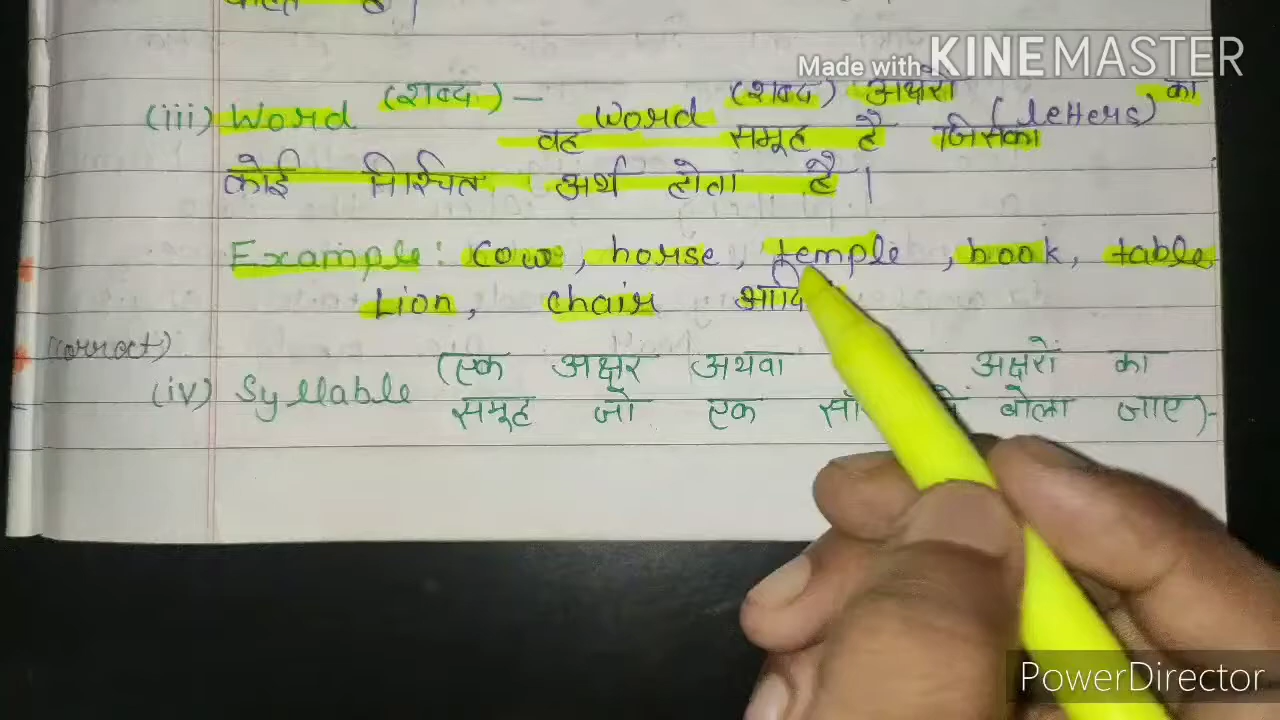 Made with KINEMASTER
(iii) Word (शब्द) – Word (शब्द) अक्षरों (letters) का
वह समूह है जिसका
कोई निश्चित अर्थ होता है।
Example: Cow, horse, temple, book, table
Lion, chair आदि
(correct)
(iv) Syllable (एक अक्षर अथवा अक्षरों का
समूह जो एक बोला जाए)-
PowerDirector